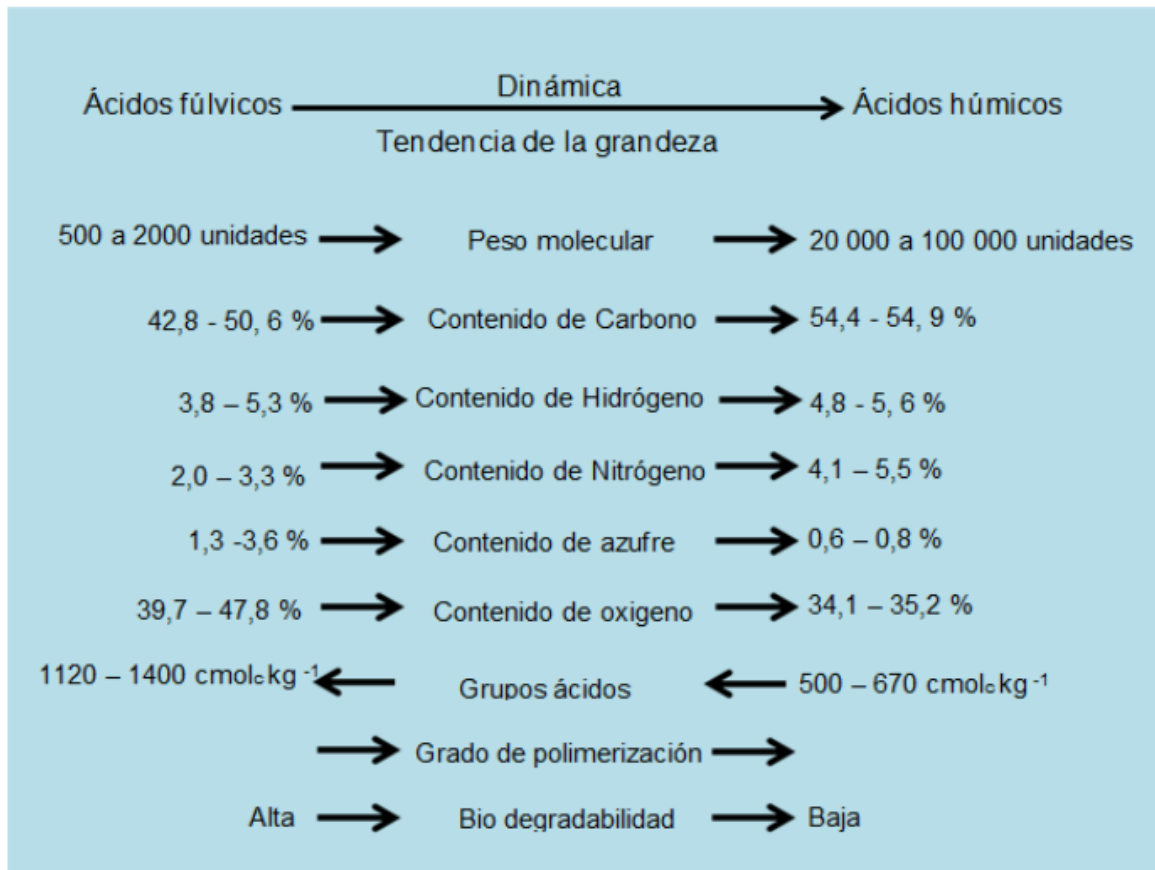 Dinámica
Ácidos fúlvicos Ácidos húmicos
Tendencia de la grandeza
500 a 2000 unidades Peso molecular 20 000 a 100 000 unidades
42,8 - 50, 6 % Contenido de Carbono 54,4 - 54, 9 %
3,8 – 5,3 % Contenido de Hidrógeno 4,8 - 5, 6 %
2,0 – 3,3 % Contenido de Nitrógeno 4,1 – 5,5 %
1,3 -3,6 % Contenido de azufre 0,6 – 0,8 %
39,7 – 47,8 % Contenido de oxigeno 34,1 – 35,2 %
1120 – 1400 cmolckg -1 Grupos ácidos 500 – 670 cmolckg -1
Grado de polimerización
Alta Bio degradabilidad Baja